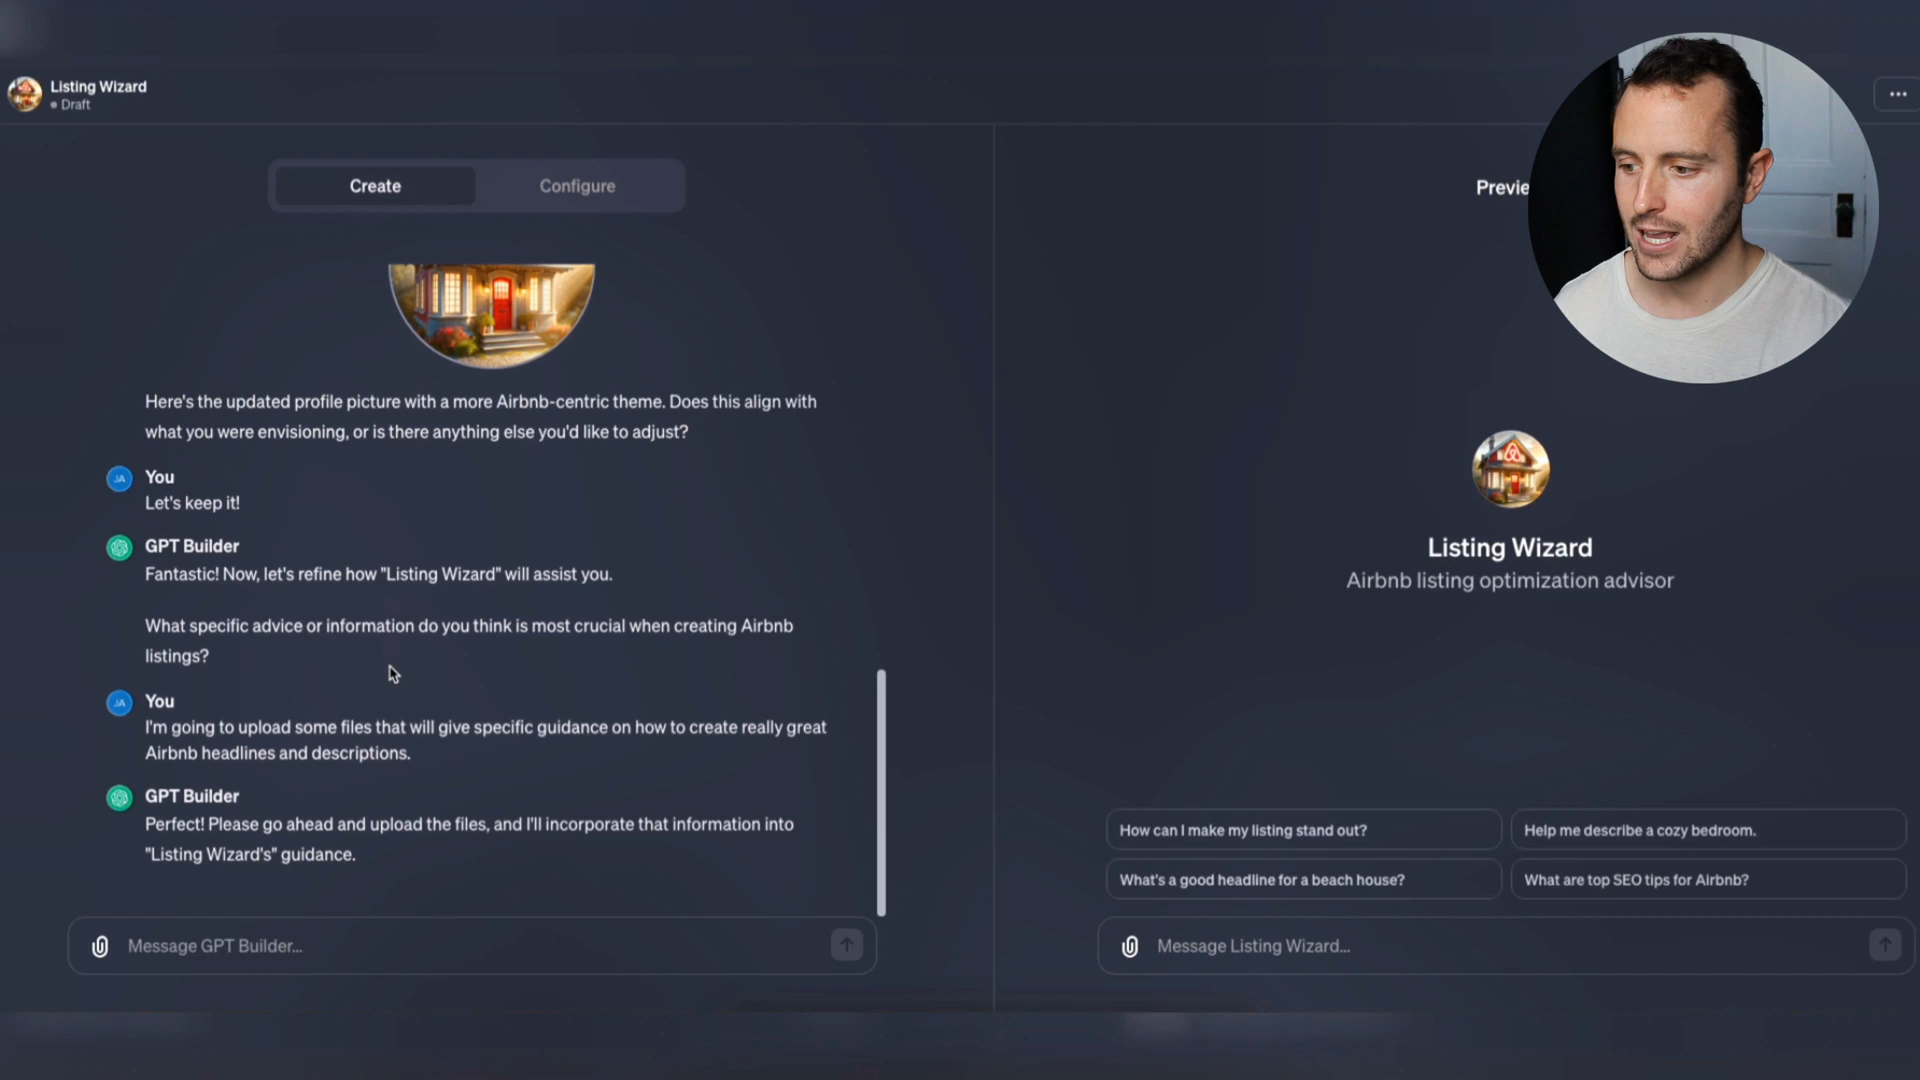 Listing Wizard
Draft
Create
Configure
Here's the updated profile picture with a more Airbnb-centric theme. Does this align with
what you were envisioning, or is there anything else you'd like to adjust?
JA
You
Let's keep it!
GPT Builder
Fantastic! Now, let's refine how "Listing Wizard" will assist you.
What specific advice or information do you think is most crucial when creating Airbnb
listings?
JA
You
I'm going to upload some files that will give specific guidance on how to create really great
Airbnb headlines and descriptions.
GPT Builder
Perfect! Please go ahead and upload the files, and I'll incorporate that information into
"Listing Wizard's" guidance.
Message GPT Builder...
Previe
Listing Wizard
Airbnb listing optimization advisor
How can I make my listing stand out?
Help me describe a cozy bedroom.
What's a good headline for a beach house?
What are top SEO tips for Airbnb?
Message Listing Wizard...